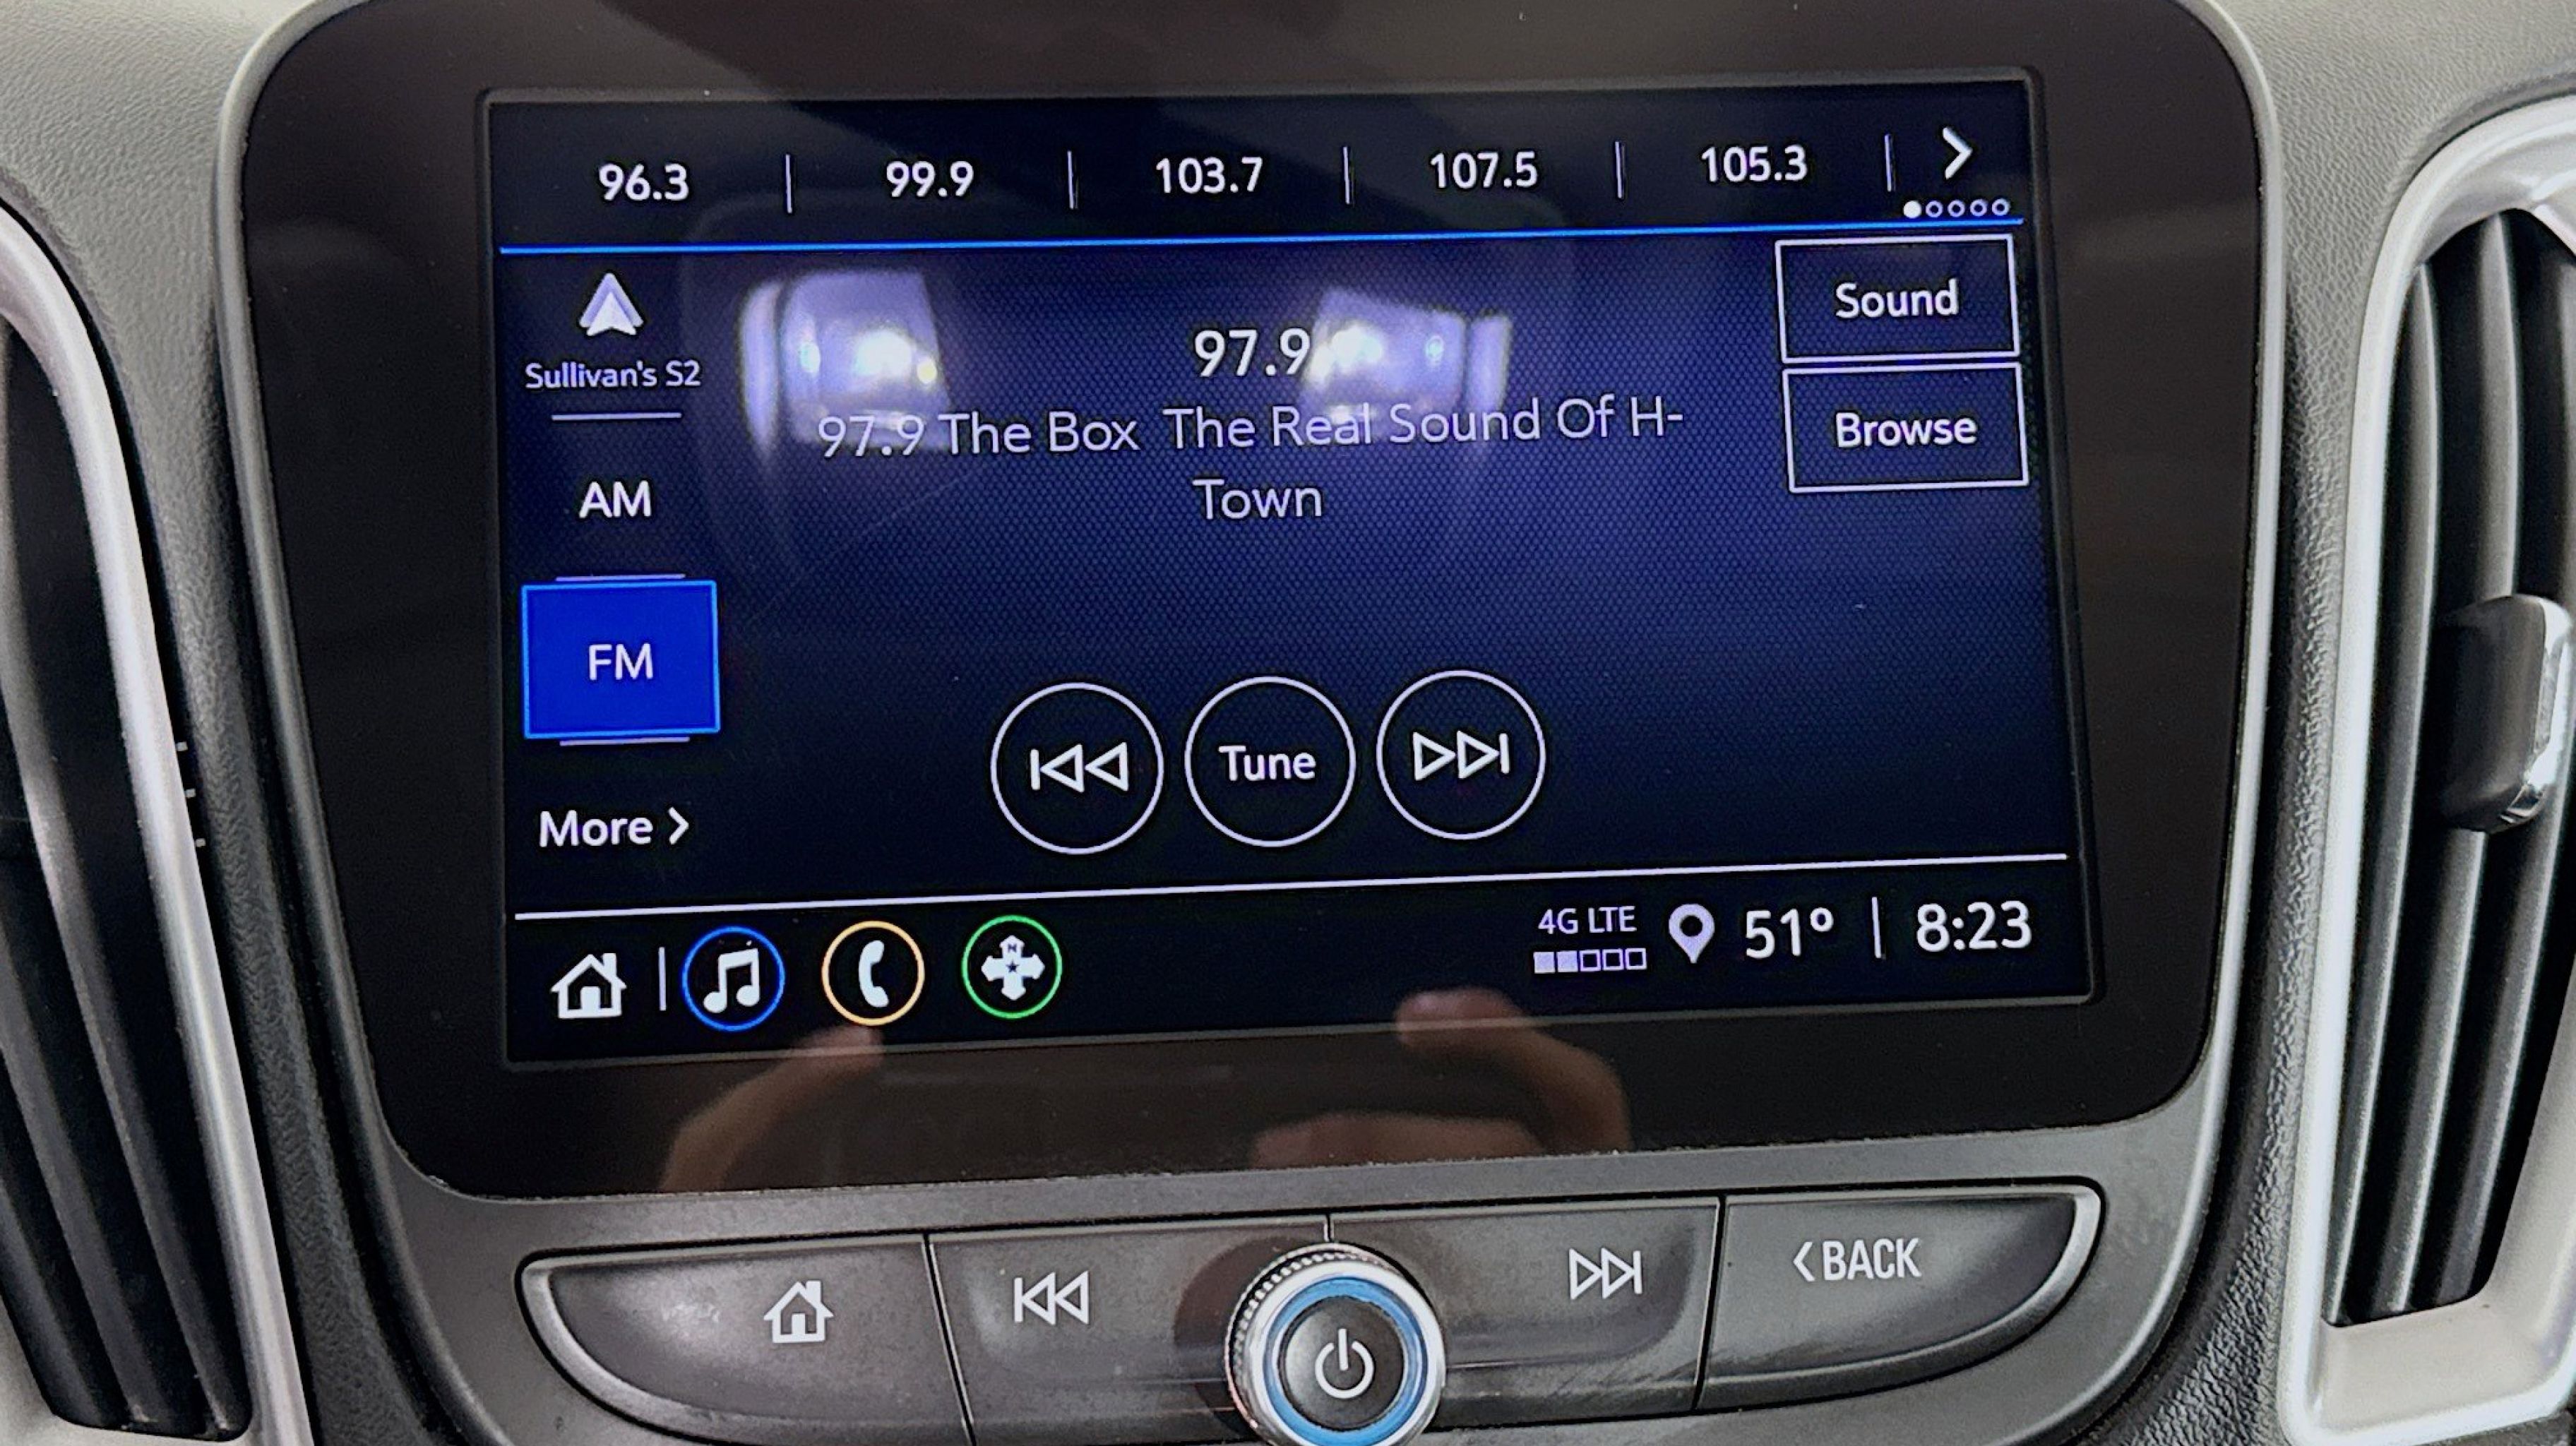 96.3 | 99.9 | 103.7 | 107.5 | 105.3
Sullivan's S2
AM
FM
More >
97.9
97.9 The Box The Real Sound Of H-
Town
Sound
Browse
Tune
N
4G LTE
51° | 8:23
<BACK